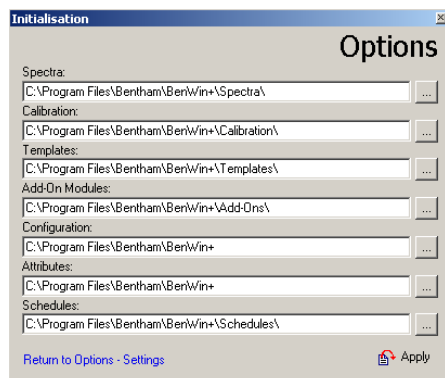 Initialisation
Options
Spectra:
C:\Program Files\Bentham\BenWin+\Spectra\
...
Calibration:
C:\Program Files\Bentham\BenWin+\Calibration\
...
Templates:
C:\Program Files\Bentham\BenWin+\Templates\
...
Add-On Modules:
C:\Program Files\Bentham\BenWin+\Add-Ons\
...
Configuration:
C:\Program Files\Bentham\BenWin+
...
Attributes:
C:\Program Files\Bentham\BenWin+
...
Schedules:
C:\Program Files\Bentham\BenWin+\Schedules\
...
Return to Options - Settings
Apply